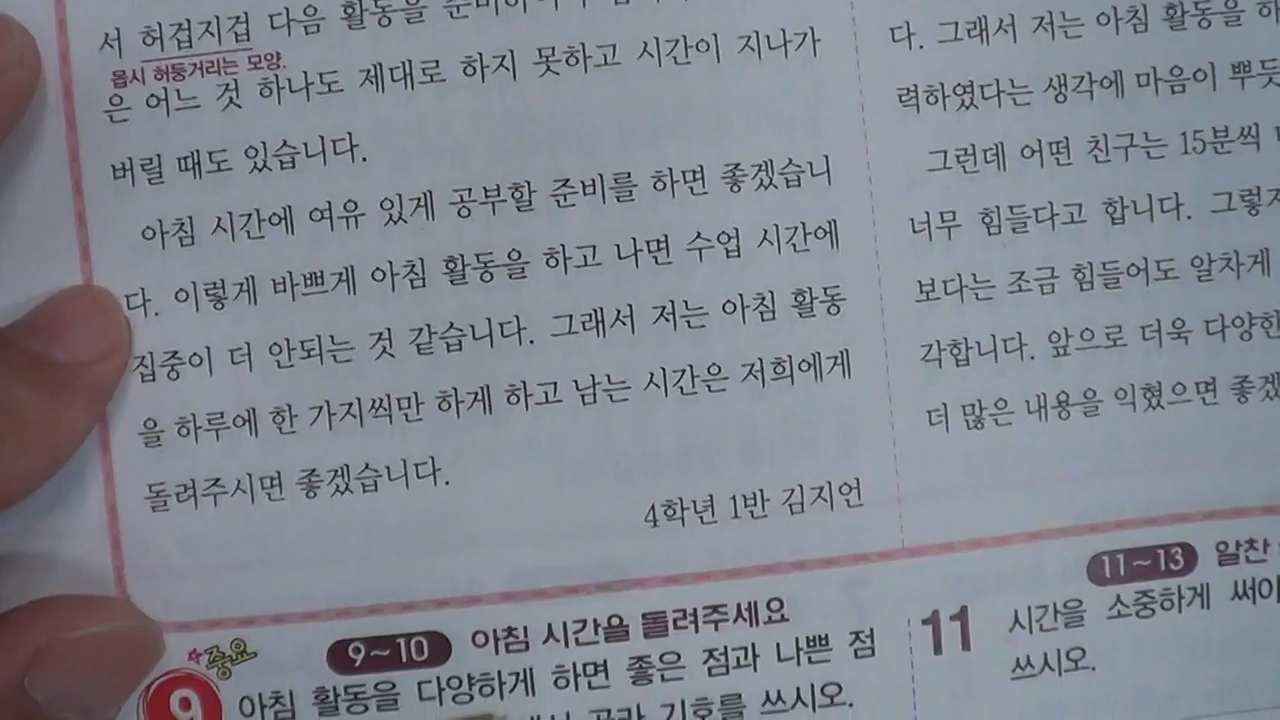 서 허겁지겁 다음 활동을
몹시 허둥거리는 모양.
은 어느 것 하나도 제대로 하지 못하고 시간이 지나가
버릴 때도 있습니다.
아침 시간에 여유 있게 공부할 준비를 하면 좋겠습니
다. 이렇게 바쁘게 아침 활동을 하고 나면 수업 시간에
집중이 더 안되는 것 같습니다. 그래서 저는 아침 활동
을 하루에 한 가지씩만 하게 하고 남는 시간은 저희에게
돌려주시면 좋겠습니다.
4학년 1반 김지언
다. 그래서 저는 아침 활동을
력하였다는 생각에 마음이 뿌듯
그런데 어떤 친구는 15분씩
너무 힘들다고 합니다. 그렇지
보다는 조금 힘들어도 알차게
각합니다. 앞으로 더욱 다양한
더 많은 내용을 익혔으면 좋겠
중요
9~10 아침 시간을 돌려주세요
9 아침 활동을 다양하게 하면 좋은 점과 나쁜 점
골라 기호를 쓰시오.
11~13 알찬
11 시간을 소중하게 써야
쓰시오.